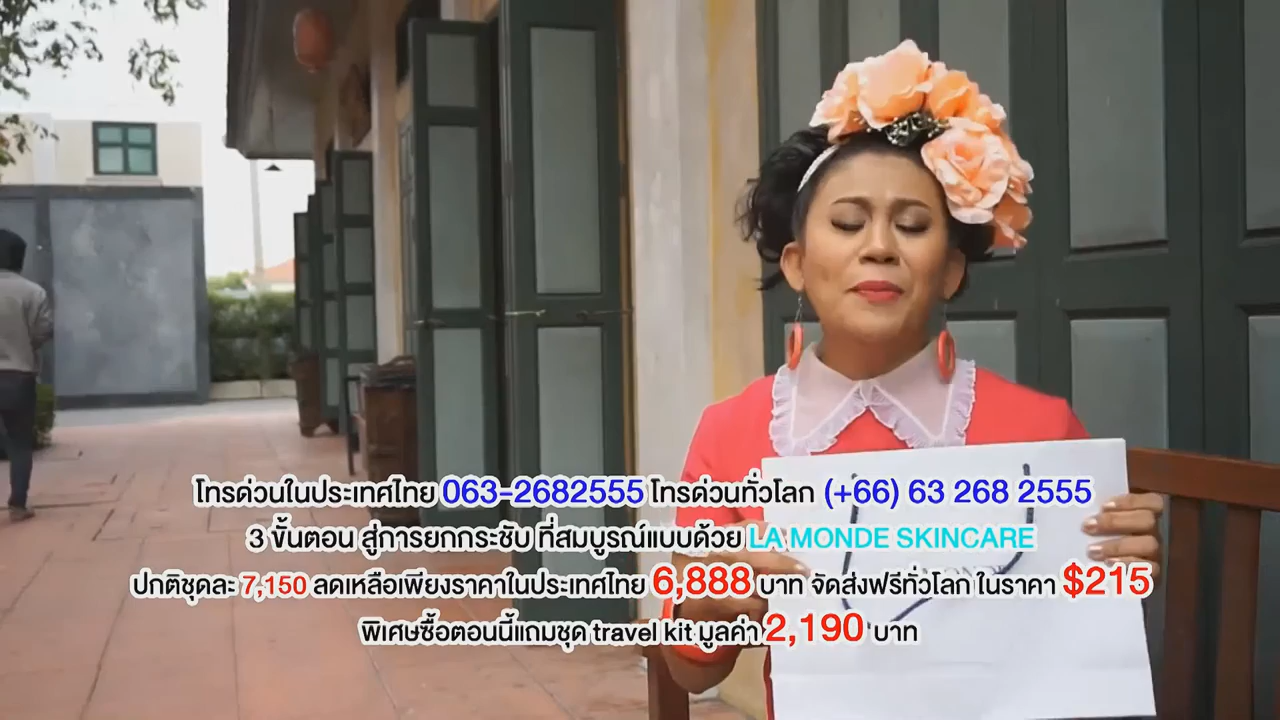 โทรด่วนในประเทศไทย 063-2682555 โทรด่วนทั่วโลก (+66) 63 268 2555
3 ขั้นตอน สู่การยกกระชับ ที่สมบูรณ์แบบด้วย LA MONDE SKINCARE
ปกติชุดละ 7,150 ลดเหลือเพียงราคาในประเทศไทย 6,888 บาท จัดส่งฟรีทั่วโลก ในราคา $215
พิเศษซื้อตอนนี้แถมชุด travel kit มูลค่า 2,190 บาท